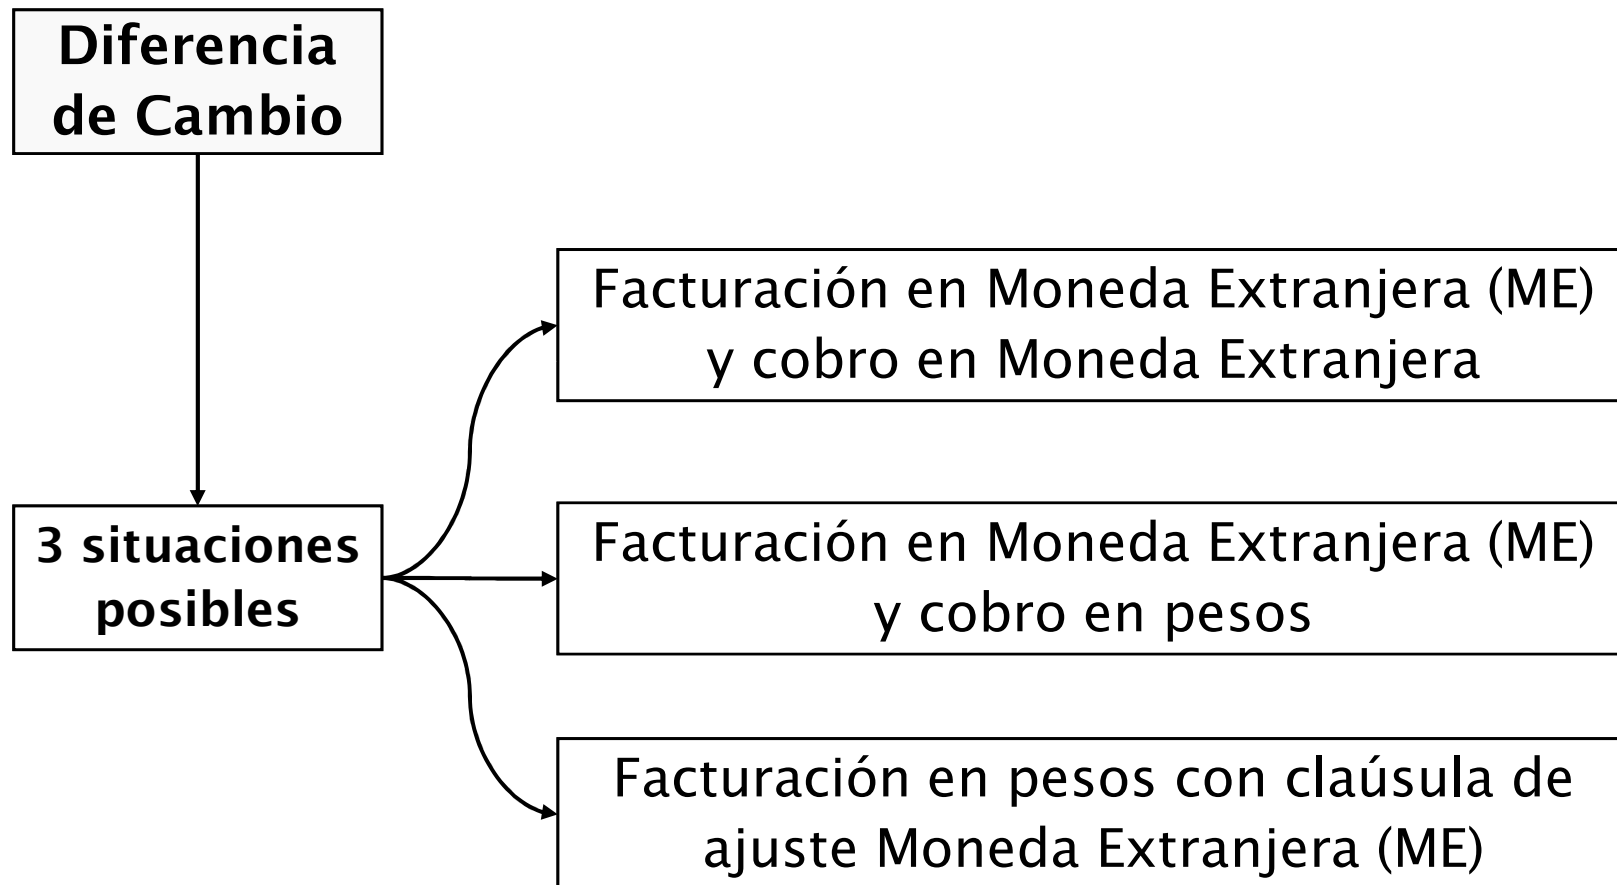 Diferencia
de Cambio
3 situaciones
posibles
Facturación en Moneda Extranjera (ME)
y cobro en Moneda Extranjera
Facturación en Moneda Extranjera (ME)
y cobro en pesos
Facturación en pesos con claúsula de
ajuste Moneda Extranjera (ME)